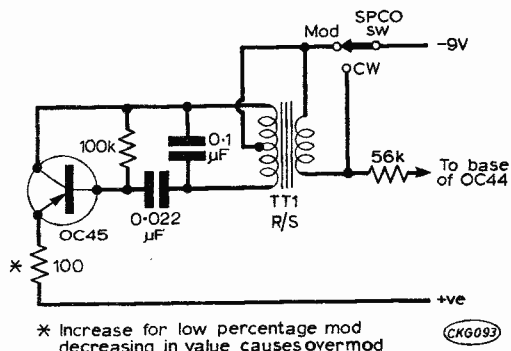 SPCO
Mod sw
-9V
CW
100k
0·1
μF
0·022
μF
56k
To base
of OC44
TT1
R/S
OC45
* 100
+ve
* Increase for low percentage mod
decreasing in value causes overmod
CKG093